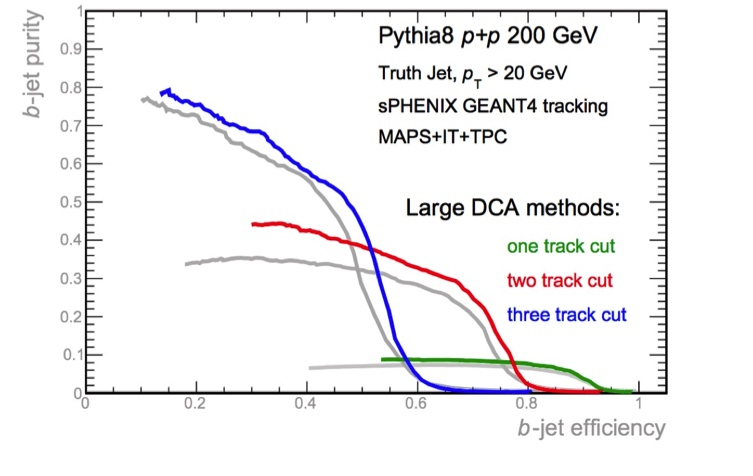 b-jet purity
1
0.9
0.8
0.7
0.6
0.5
0.4
0.3
0.2
0.1
0
Pythia8 p+p 200 GeV
Truth Jet, pT > 20 GeV
sPHENIX GEANT4 tracking
MAPS+IT+TPC
Large DCA methods:
one track cut
two track cut
three track cut
0 0.2 0.4 0.6 0.8 1
b-jet efficiency